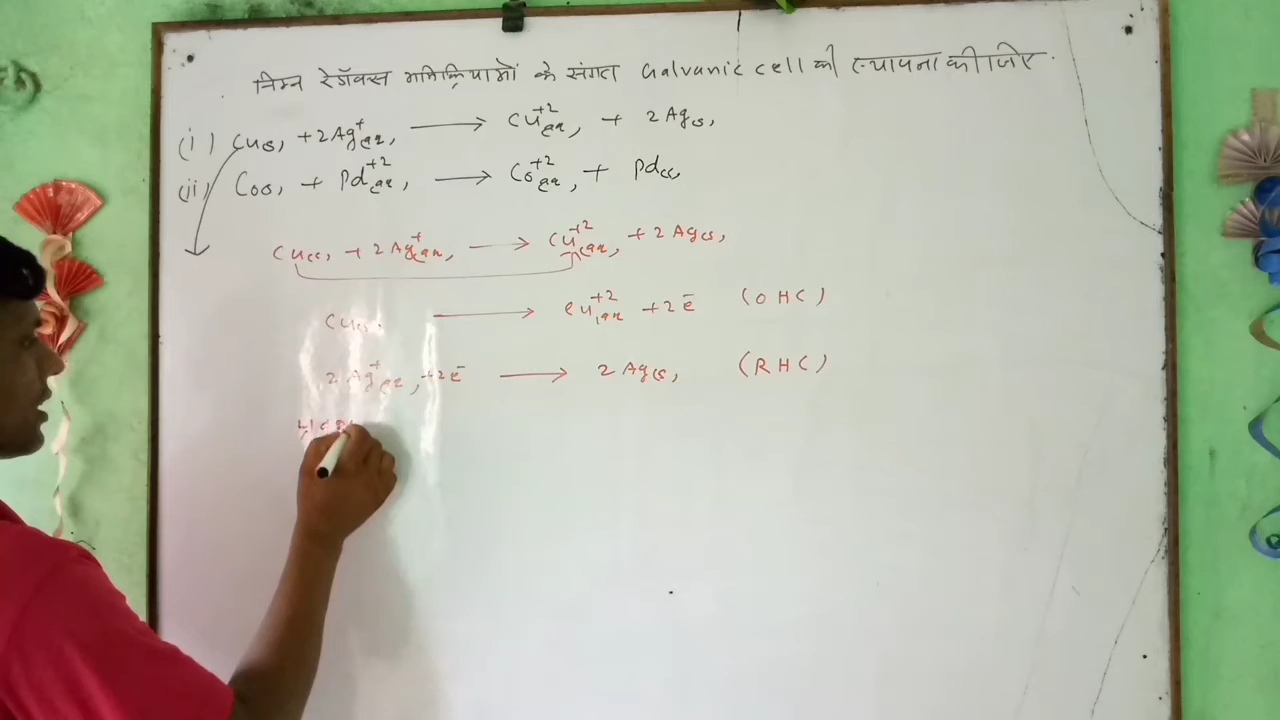 निम्न रेडॉक्स अभिक्रियाओं के संगत Galvanic cell की स्थापना कीजिए.
(i) Cu(s) + 2Ag⁺(aq) ⟶ Cu⁺²(aq) + 2Ag(s)
(ii) Co(s) + Pd⁺²(aq) ⟶ Co⁺²(aq) + Pd(s)
Cu(s) + 2Ag⁺(aq) ⟶ Cu⁺²(aq) + 2Ag(s)
Cu(s) ⟶ Cu⁺²(aq) + 2e⁻ (OHC)
2Ag⁺(aq) + 2e⁻ ⟶ 2Ag(s) (RHC)